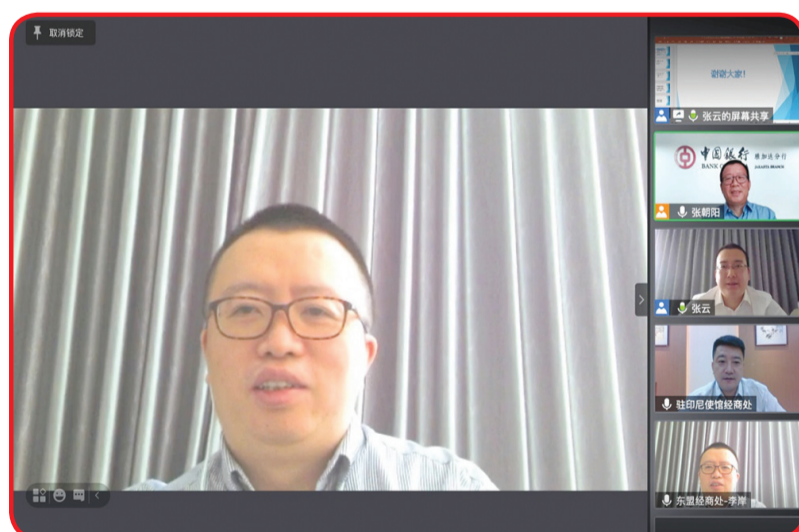 取消锁定
谢谢大家!
张云的屏幕共享
中国银行 雅加达分行
BANK O
JAKARTA BRANCH
张朝阳
张云
驻印尼使馆经商处
东盟经商处-李岸